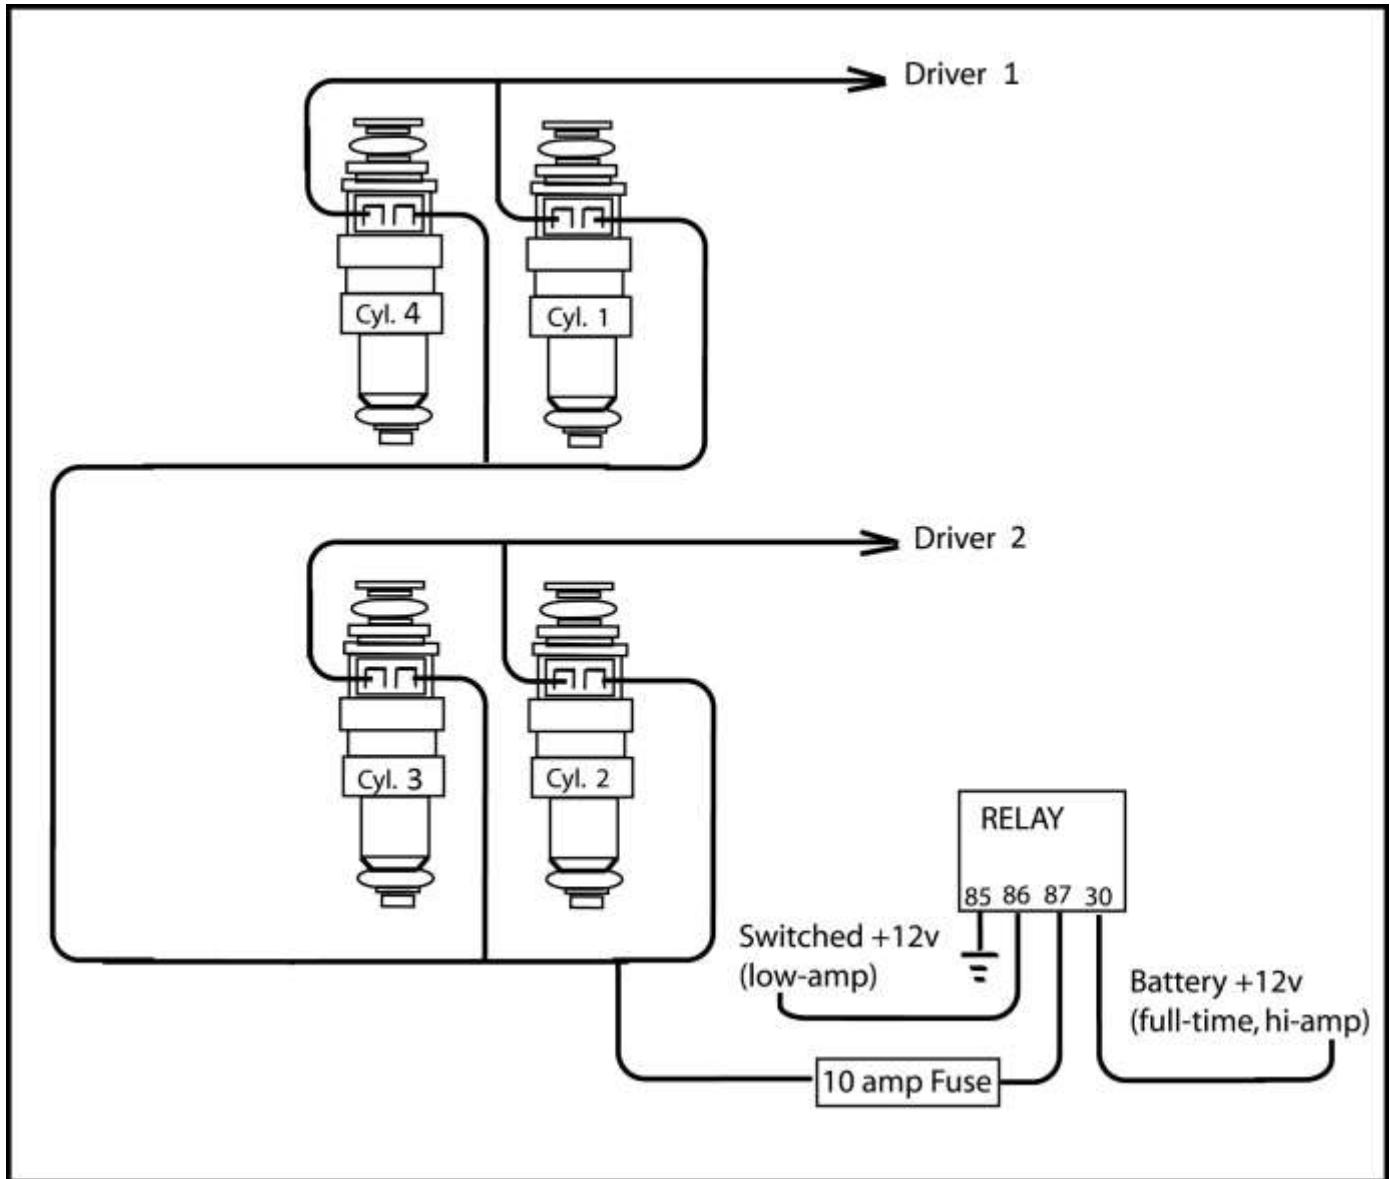 Driver 1
Cyl. 4
Cyl. 1
Driver 2
Cyl. 3
Cyl. 2
RELAY
85 86 87 30
Switched +12v
(low-amp)
Battery +12v
(full-time, hi-amp)
10 amp Fuse